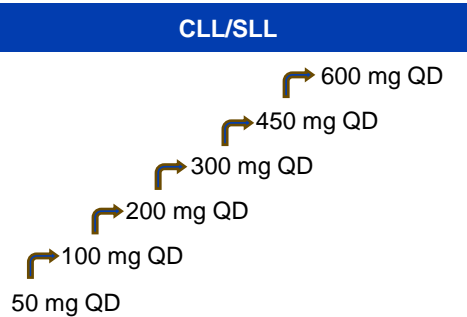 CLL/SLL
600 mg QD
450 mg QD
300 mg QD
200 mg QD
100 mg QD
50 mg QD